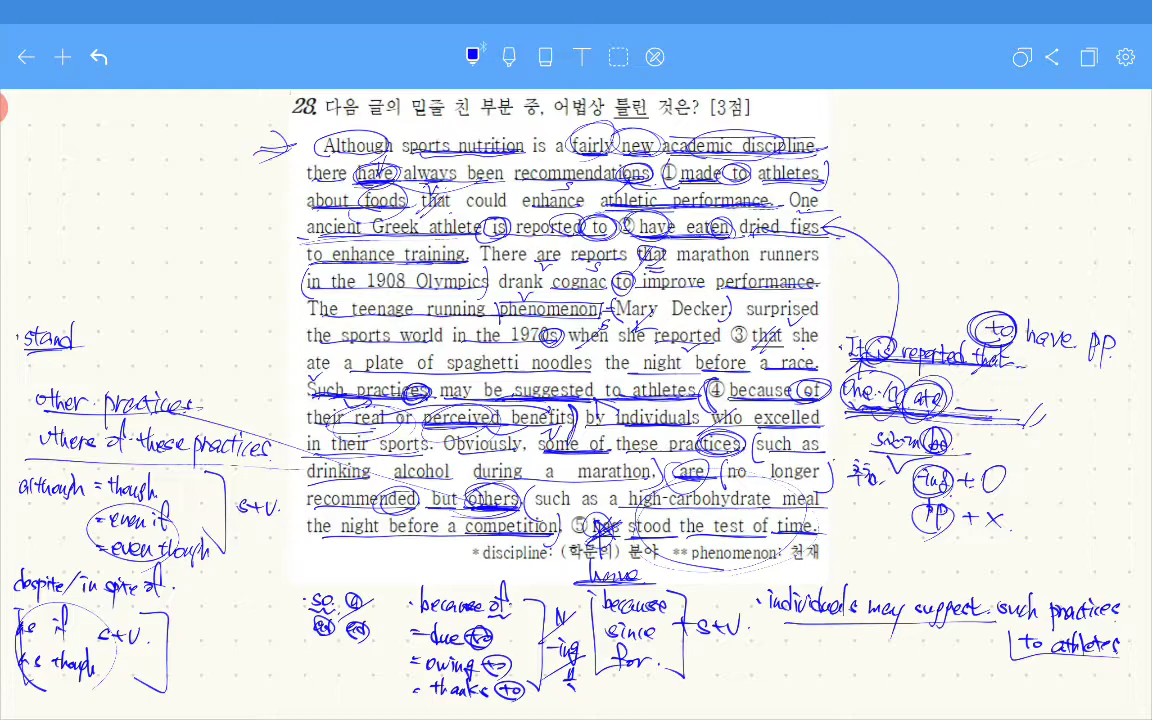 28. 다음 글의 밑줄 친 부분 중, 어법상 틀린 것은? [3점]
Although sports nutrition is a fairly new academic discipline,
there have always been recommendations ① made to athletes
about foods that could enhance athletic performance. One
ancient Greek athlete is reported to ② have eaten dried figs
to enhance training. There are reports that marathon runners
in the 1908 Olympics drank cognac to improve performance.
The teenage running phenomenon, Mary Decker, surprised
the sports world in the 1970s when she reported ③ that she
ate a plate of spaghetti noodles the night before a race.
Such practices may be suggested to athletes ④ because of
their real or perceived benefits by individuals who excelled
in their sports. Obviously, some of these practices, such as
drinking alcohol during a marathon, are no longer
recommended, but others, such as a high-carbohydrate meal
the night before a competition, ⑤ has stood the test of time.
* discipline: (학문의) 분야 ** phenomenon: 천재
have
· stand
other practices
others of these practices
although = though
= even if
= even though
s+v.
despite/in spite of
as if
as though
s+v.
· so
· because of
= due to
= owing to
= thanks to
N
-ing
because
since
for
+ s+v.
· individuals may suggest such practices
to athletes
to have pp
· It is reported that
One
ate
-ing + O
pp + x